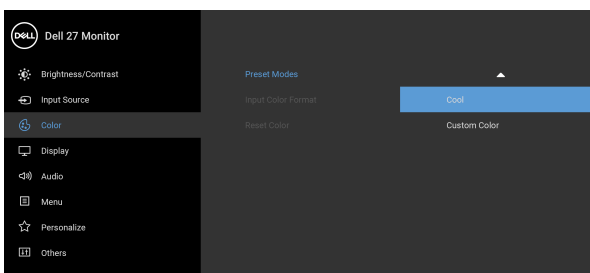 DELL
Dell 27 Monitor
Brightness/Contrast
Input Source
Color
Display
Audio
Menu
Personalize
Others
Preset Modes
Input Color Format
Reset Color
Cool
Custom Color